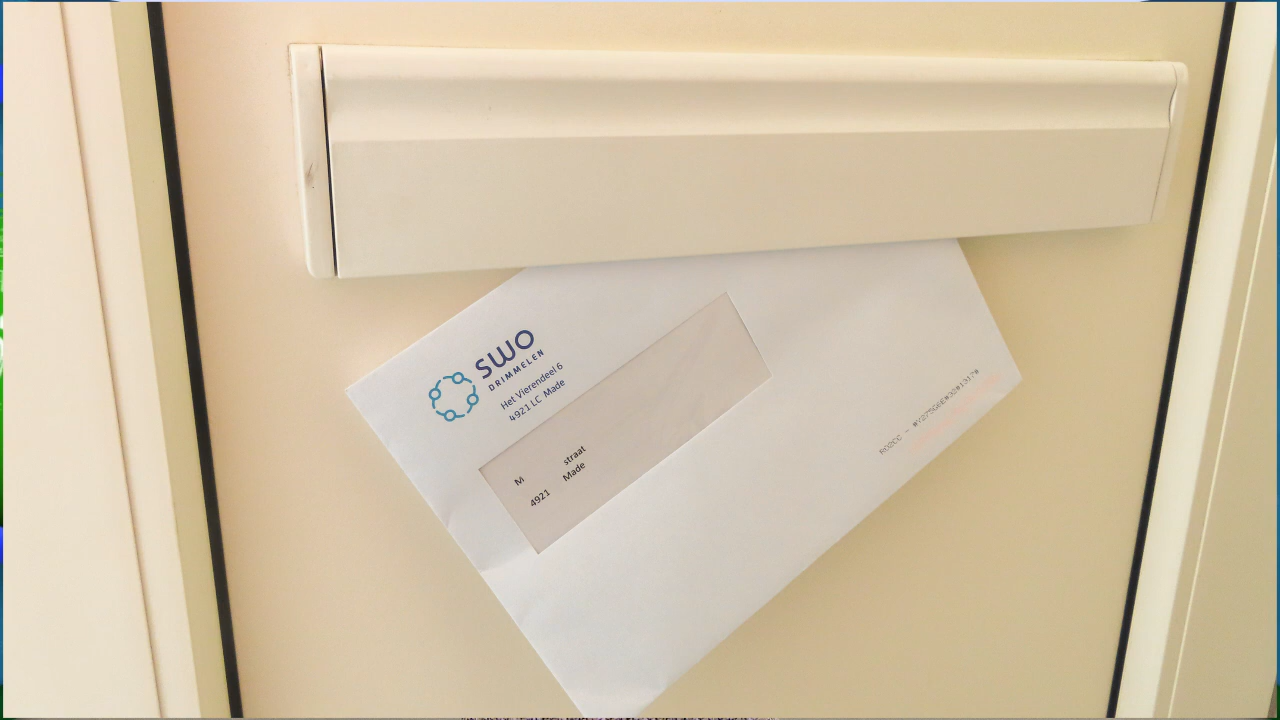 SWO
DRIMMELEN
Het Vierendeel 6
4921 LC Made
M straat
4921 Made